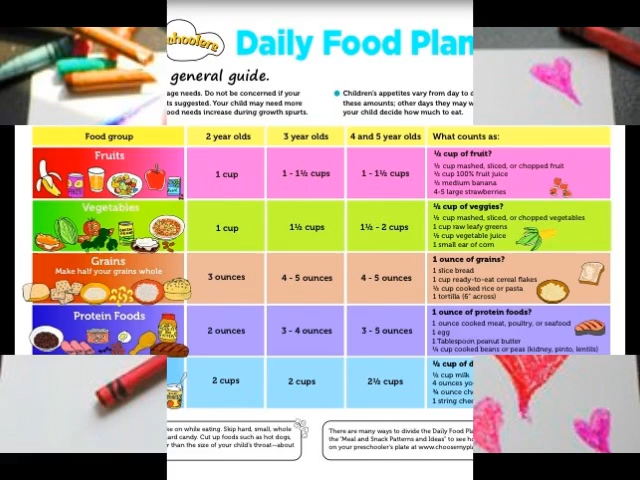 Daily Food Plan
general guide.
age needs. Do not be concerned if your
ts suggested. Your child may need more
ood needs increase during growth spurts.
Children's appetites vary from day to d
these amounts; other days they may w
your child decide how much to eat.
Food group 2 year olds 3 year olds 4 and 5 year olds What counts as:
Fruits
1 cup 1 - 1½ cups 1 - 1½ cups
½ cup of fruit?
½ cup mashed, sliced, or chopped fruit
½ cup 100% fruit juice
½ medium banana
4-5 large strawberries
Vegetables
1 cup 1½ cups 1½ - 2 cups
½ cup of veggies?
½ cup mashed, sliced, or chopped vegetables
1 cup raw leafy greens
½ cup vegetable juice
1 small ear of corn
Grains
Make half your grains whole
3 ounces 4 - 5 ounces 4 - 5 ounces
1 ounce of grains?
1 slice bread
1 cup ready-to-eat cereal flakes
½ cup cooked rice or pasta
1 tortilla (6" across)
Protein Foods
2 ounces 3 - 4 ounces 3 - 5 ounces
1 ounce of protein foods?
1 ounce cooked meat, poultry, or seafood
1 egg
1 Tablespoon peanut butter
¼ cup cooked beans or peas (kidney, pinto, lentils)
2 cups 2 cups 2½ cups
½ cup of d
½ cup milk
4 ounces yo
¾ ounce ch
1 string chee
e on while eating. Skip hard, small, whole
ard candy. Cut up foods such as hot dogs,
r than the size of your child's throat—about
There are many ways to divide the Daily Food Pla
the "Meal and Snack Patterns and Ideas" to see ho
on your preschooler's plate at www.choosemypla